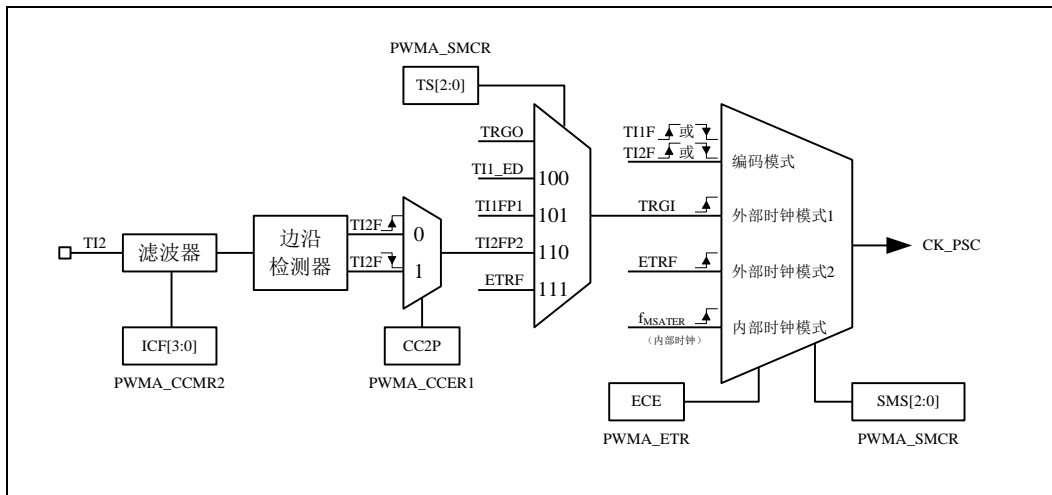 PWMA_SMCR
TS[2:0]
TRGO
TI1_ED
100
TI1FP1
101
TI2FP2
110
ETRF
111
TI2
滤波器
边沿
检测器
TI2F
0
TI2F
1
ICF[3:0]
PWMA_CCMR2
CC2P
PWMA_CCER1
TI1F 或
TI2F 或
编码模式
TRGI
外部时钟模式1
ETRF
外部时钟模式2
fMSATER
(内部时钟)
内部时钟模式
CK_PSC
ECE
PWMA_ETR
SMS[2:0]
PWMA_SMCR